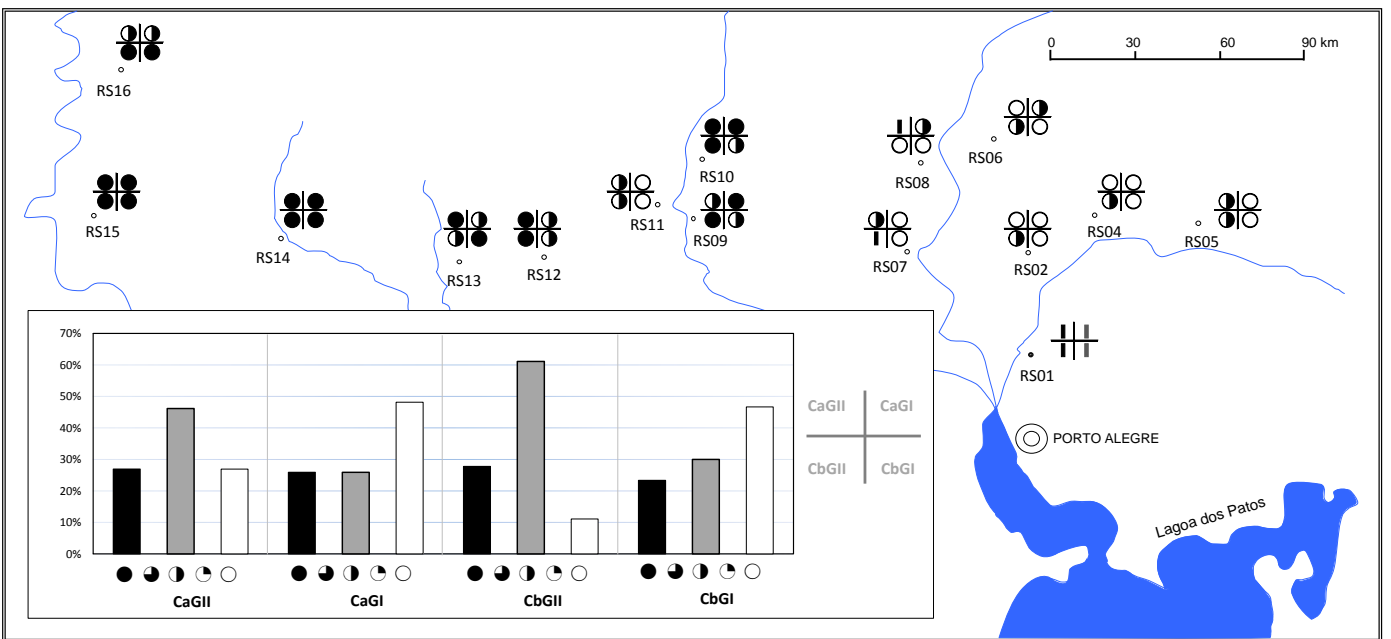 0 30 60 90 km
RS16
RS10
RS08
RS06
RS15
RS14
RS13
RS12
RS11
RS09
RS07
RS02
RS04
RS05
RS01
PORTO ALEGRE
Lagoa dos Patos
70%
60%
50%
40%
30%
20%
10%
0%
CaGII CaGI CbGII CbGI
CaGII CaGI
CbGII CbGI